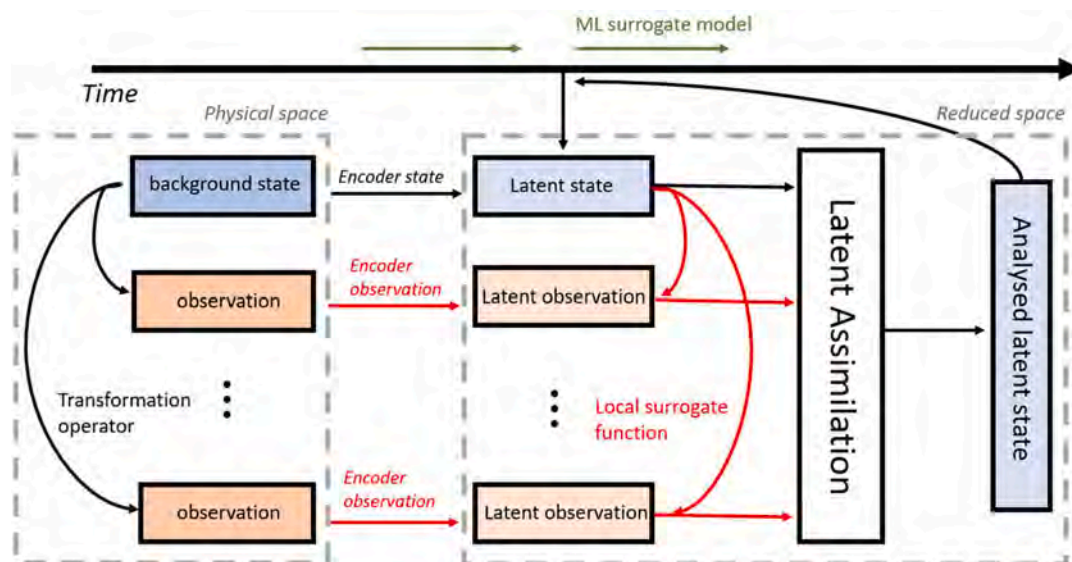 ML surrogate model
Time
Physical space
Reduced space
background state
Encoder state
Latent state
Encoder
observation
observation
Latent observation
Transformation
operator
Local surrogate
function
Encoder
observation
observation
Latent observation
Latent Assimilation
Analysed latent state